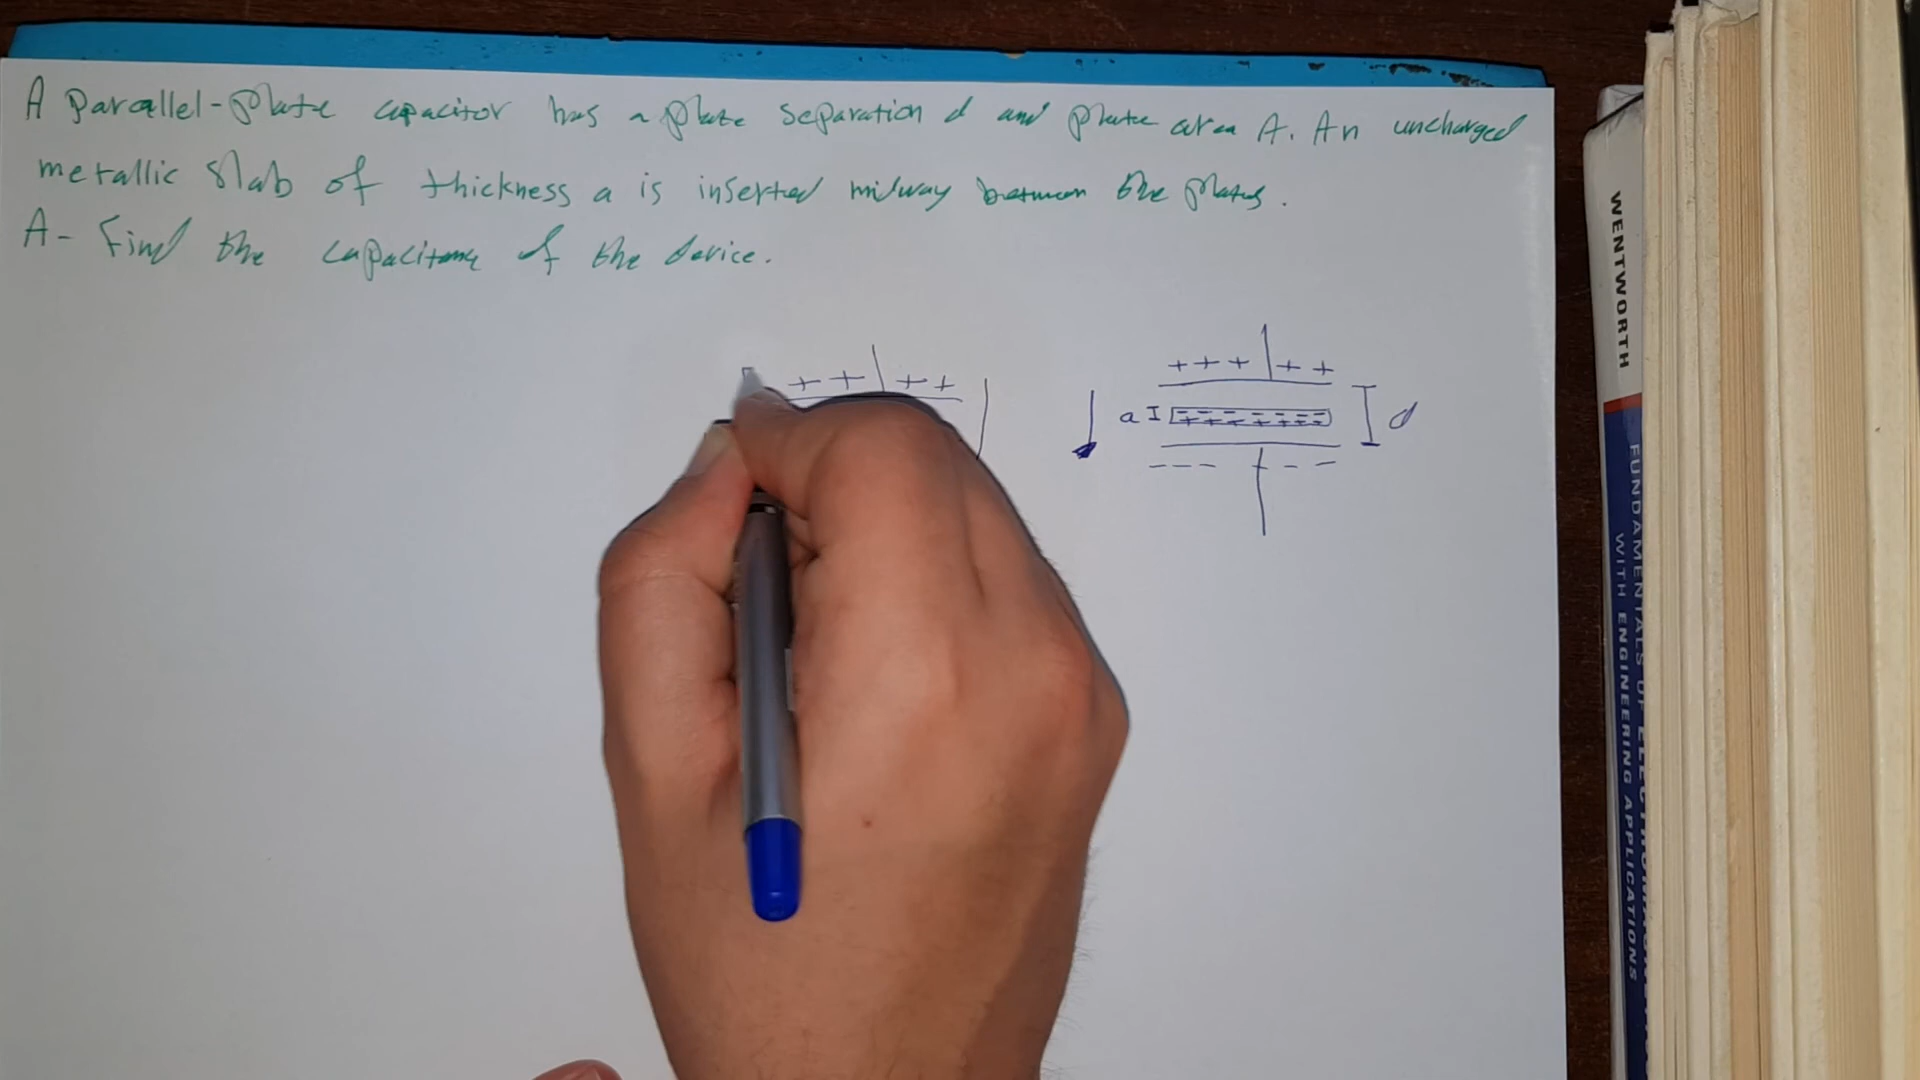 A parallel-plate capacitor has a plate separation d and plate area A. An uncharged
metallic slab of thickness a is inserted midway between the plates.
A- Find the capacitance of the device.
+ + + +
+ + + + +
a
d
WENTWORTH
FUNDAMENTALS OF
WITH ENGINEERING APPLICATIONS